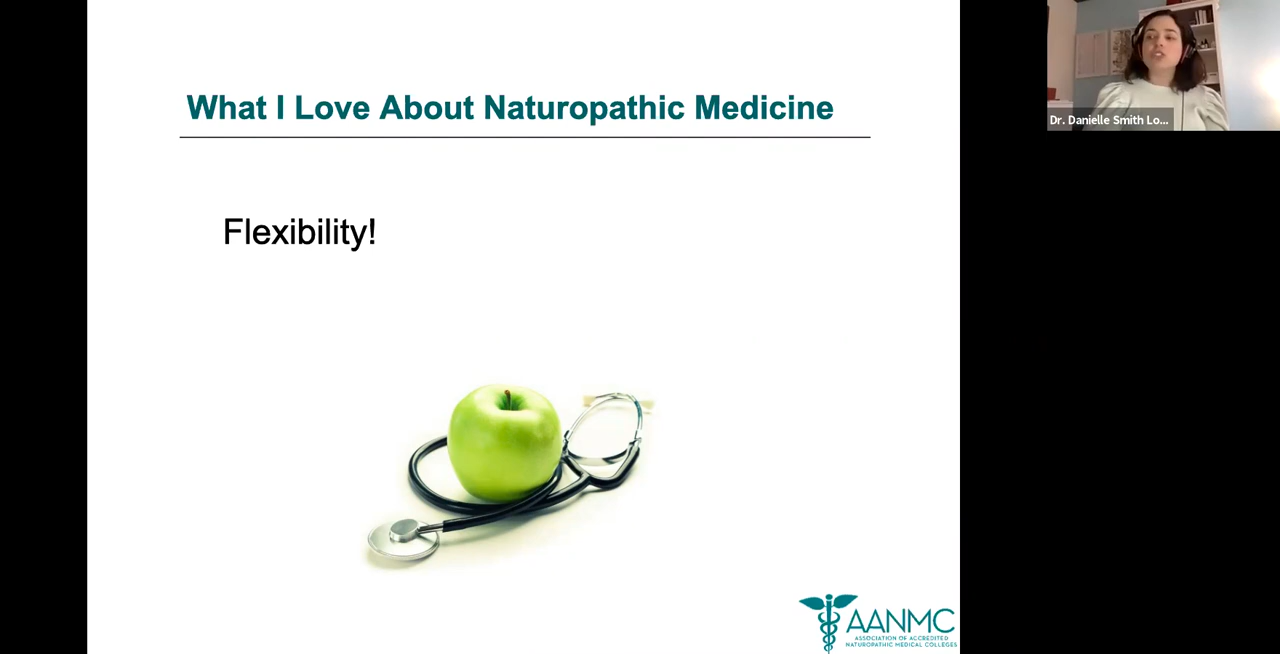 What I Love About Naturopathic Medicine
Dr. Danielle Smith Lo...
Flexibility!
AANMC
ASSOCIATION OF ACCREDITED
NATUROPATHIC MEDICAL COLLEGES